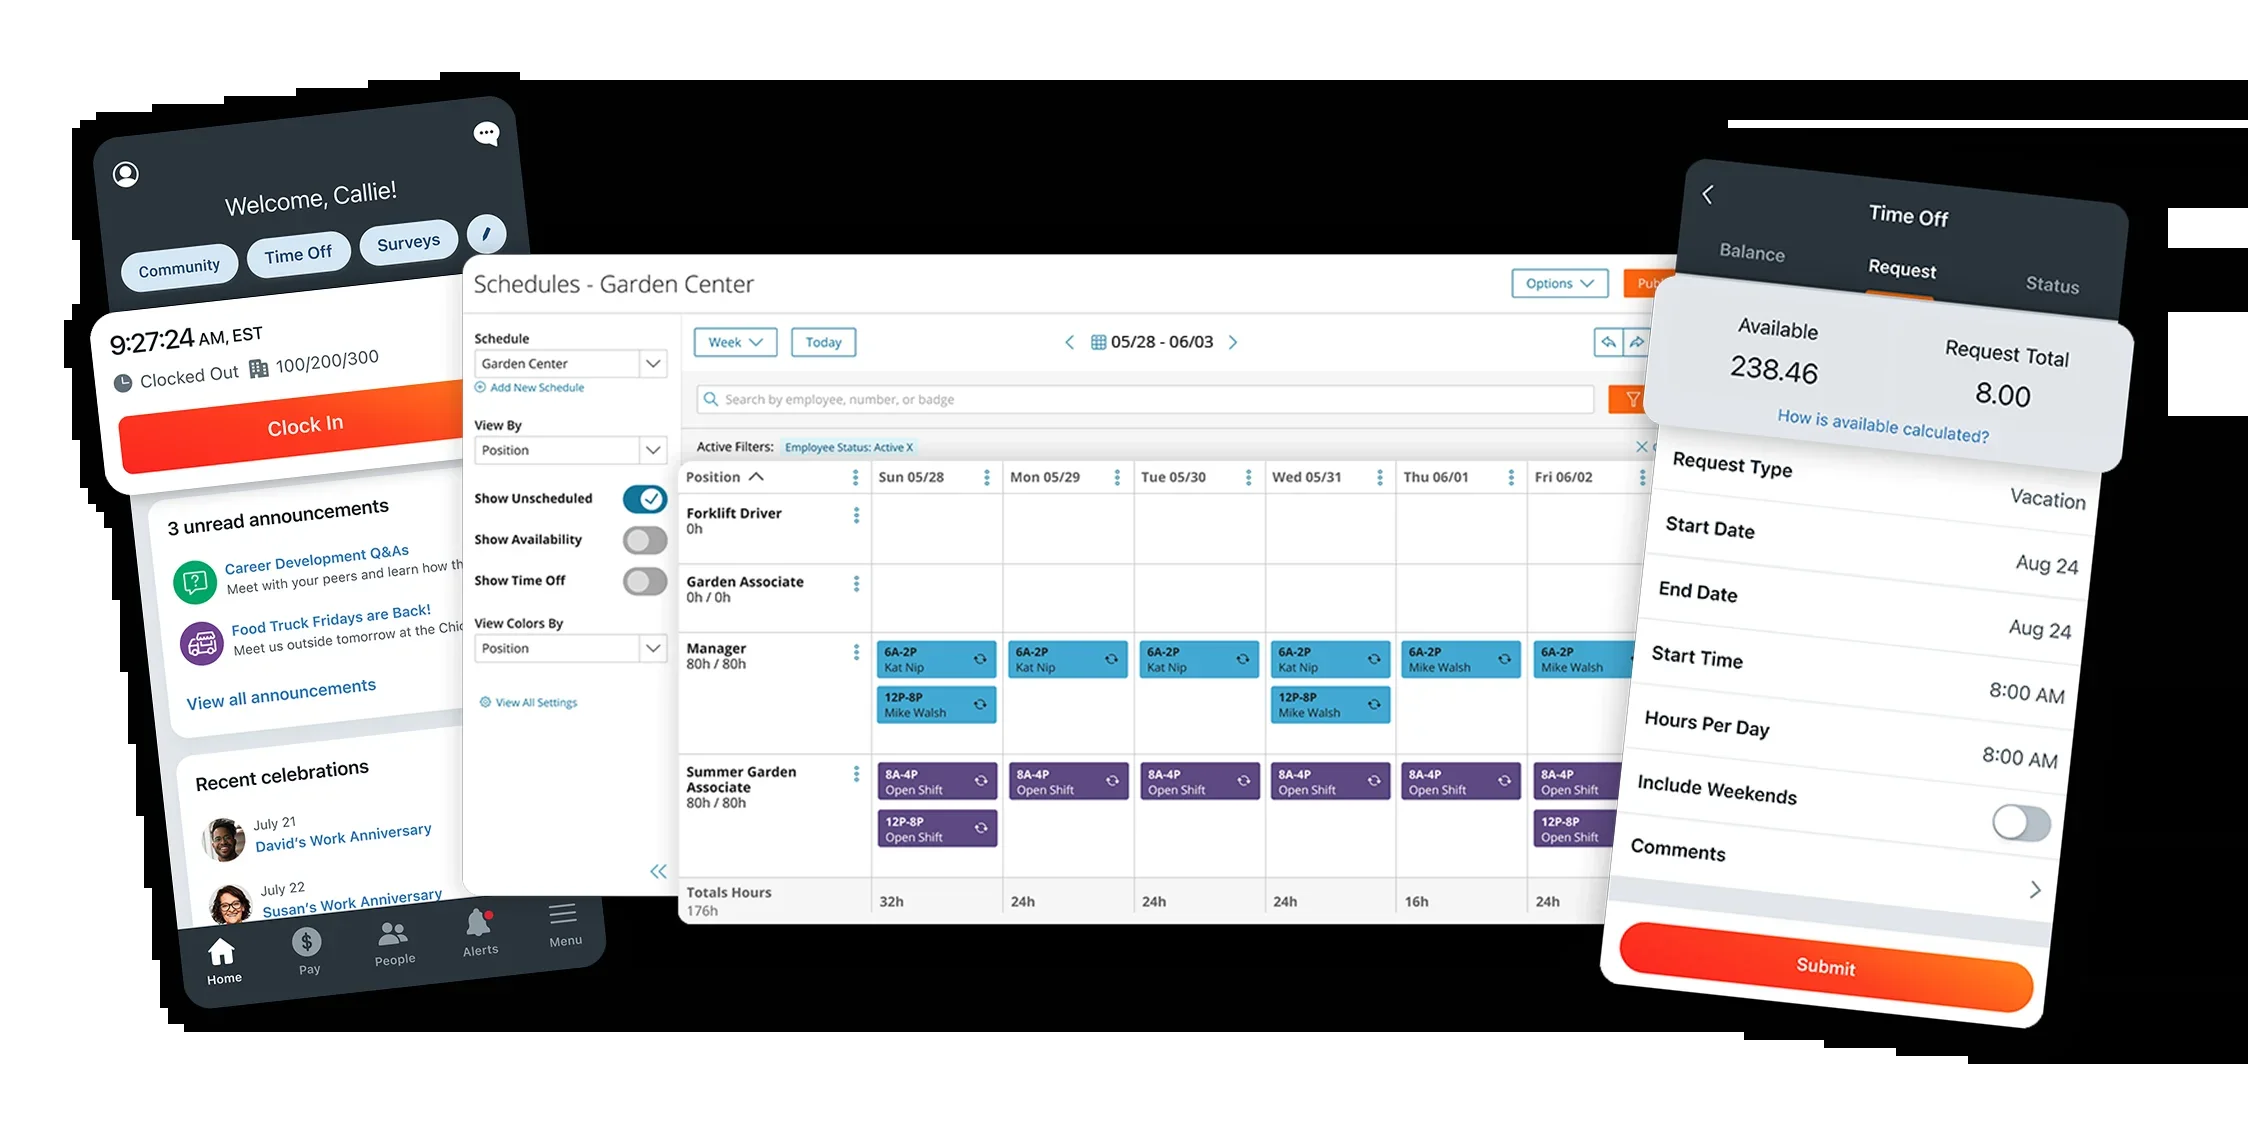 Welcome, Callie!
Community
Time Off
Surveys
9:27:24 AM, EST
Clocked Out 100/200/300
Clock In
3 unread announcements
Career Development Q&As
Meet with your peers and learn how
Food Truck Fridays are Back!
Meet us outside tomorrow at the
View all announcements
Recent celebrations
July 21
David's Work Anniversary
July 22
Susan's Work Anniversary
Home
Pay
People
Alerts
Menu
Schedules - Garden Center
Options
Schedule
Garden Center
Add New Schedule
View By
Position
Show Unscheduled
Show Availability
Show Time Off
View Colors By
Position
View All Settings
Week
Today
05/28 - 06/03
Search by employee, number, or badge
Active Filters: Employee Status: Active X
Position Sun 05/28 Mon 05/29 Tue 05/30 Wed 05/31 Thu 06/01 Fri 06/02
Forklift Driver
0h
Garden Associate
0h / 0h
Manager
80h / 80h
6A-2P
Kat Nip
12P-8P
Mike Walsh
6A-2P
Kat Nip
6A-2P
Kat Nip
6A-2P
Kat Nip
12P-8P
Mike Walsh
6A-2P
Mike Walsh
6A-2P
Mike Walsh
Summer Garden
Associate
80h / 80h
8A-4P
Open Shift
12P-8P
Open Shift
8A-4P
Open Shift
8A-4P
Open Shift
8A-4P
Open Shift
8A-4P
Open Shift
8A-4P
Open Shift
12P-8P
Open Shift
Totals Hours
176h
32h 24h 24h 24h 16h 24h
Time Off
Balance
Request
Status
Available
238.46
Request Total
8.00
How is available calculated?
Request Type
Vacation
Start Date
Aug 24
End Date
Aug 24
Start Time
8:00 AM
Hours Per Day
8:00 AM
Include Weekends
Comments
Submit